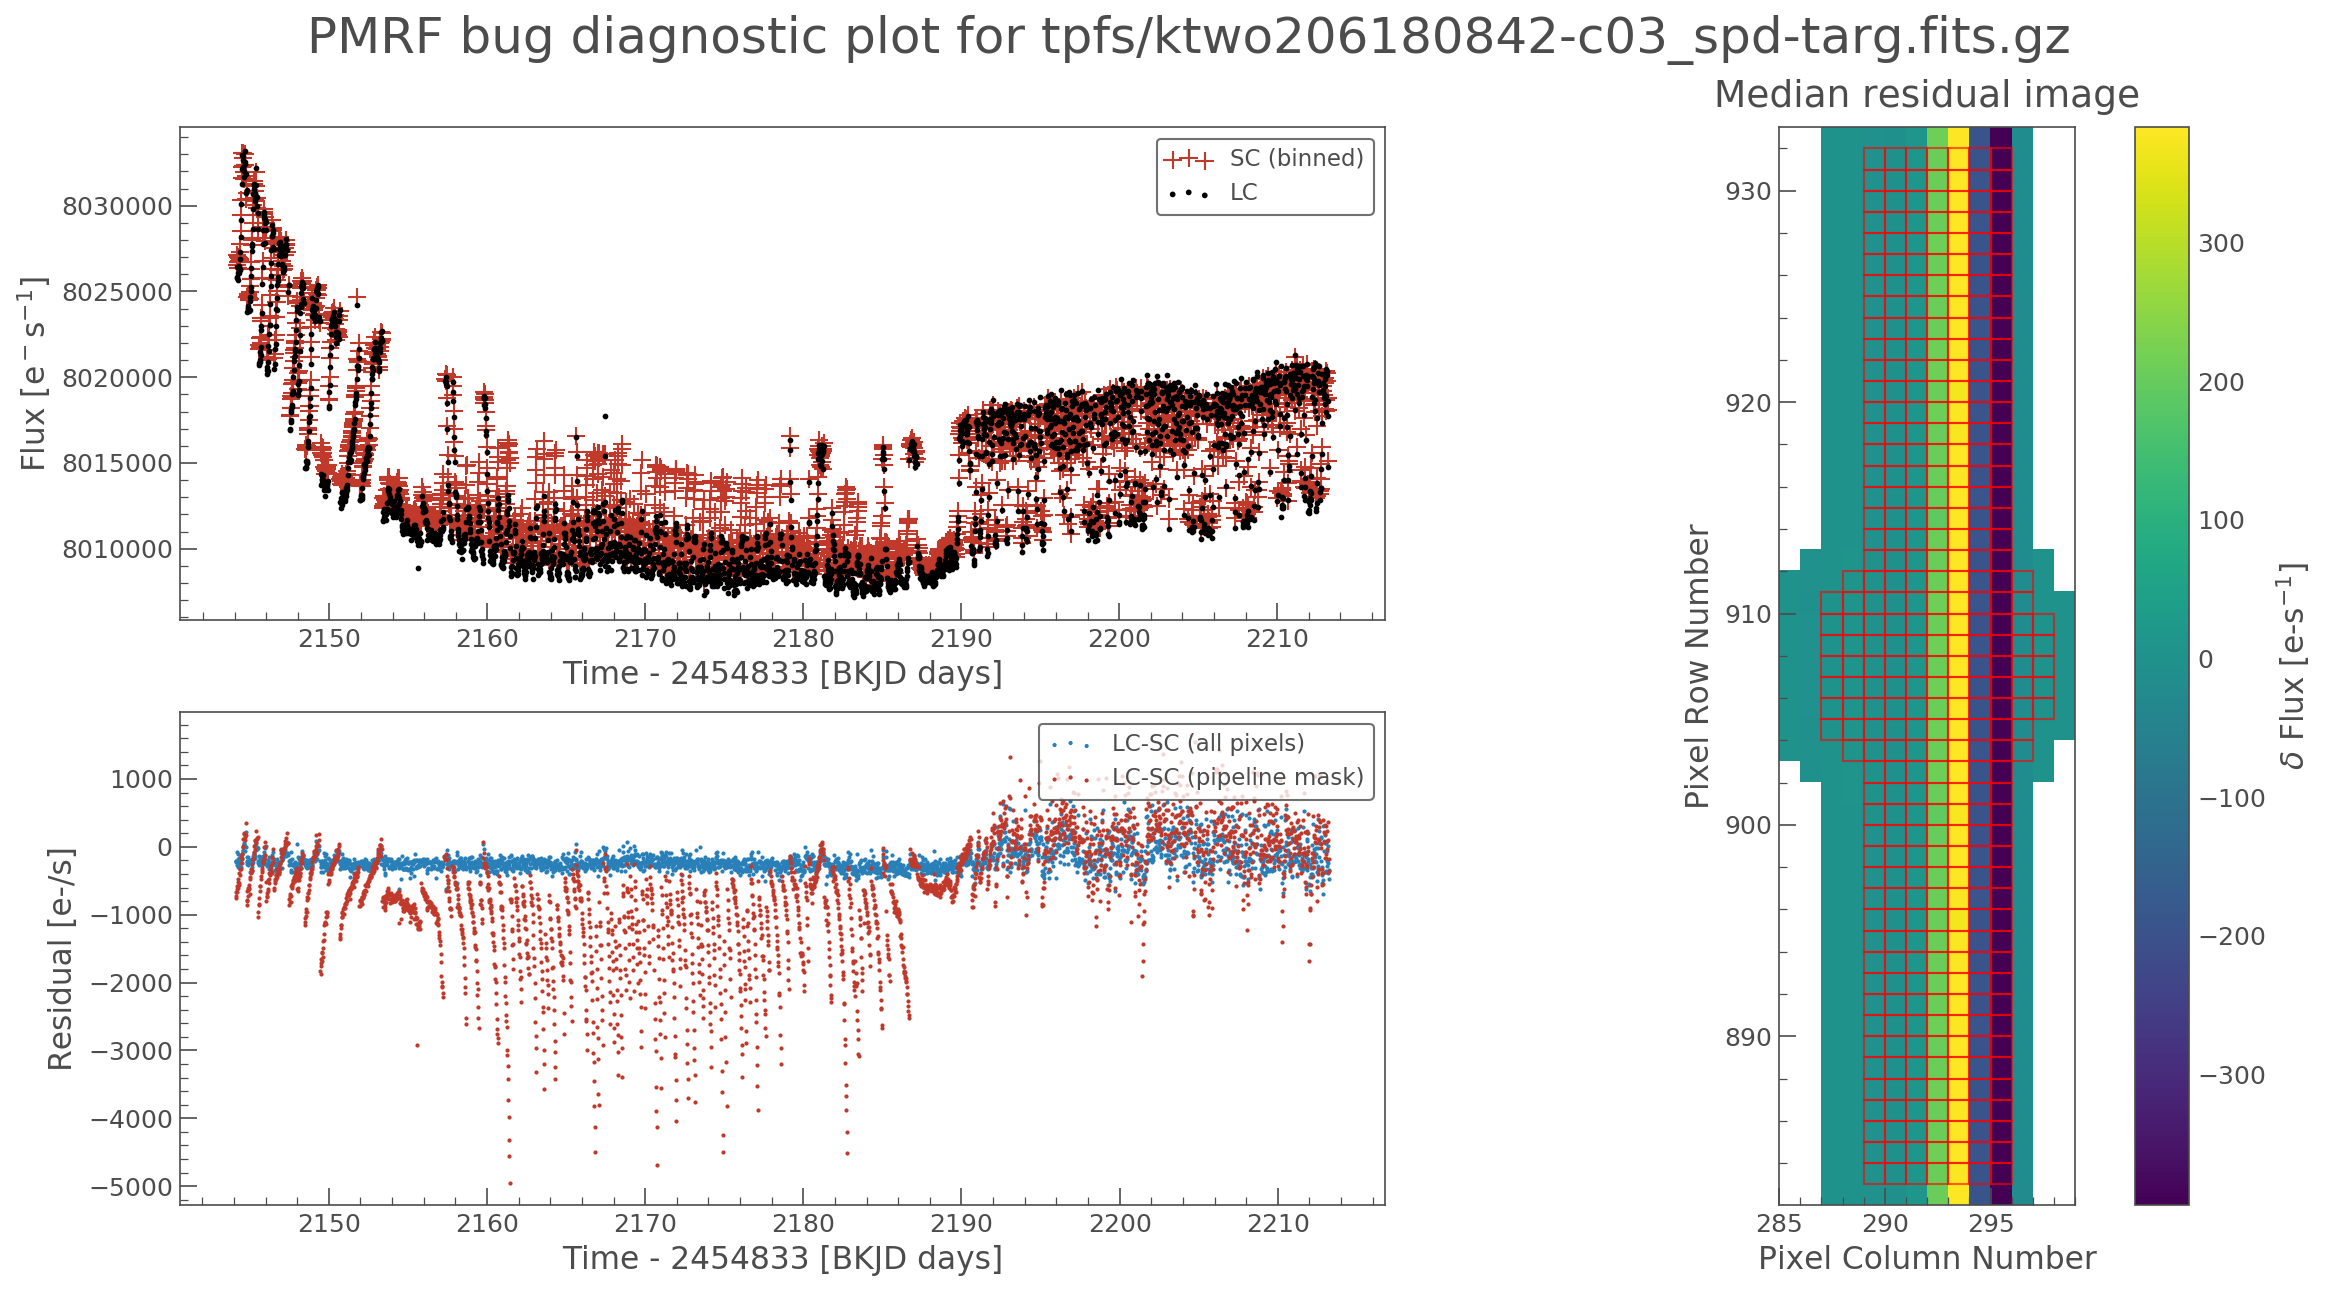 PMRF bug diagnostic plot for tpfs/ktwo206180842-c03_spd-targ.fits.gz
Flux [e⁻ s⁻¹]
8030000
8025000
8020000
8015000
8010000
SC (binned)
LC
2150 2160 2170 2180 2190 2200 2210
Time - 2454833 [BKJD days]
Residual [e-/s]
1000
0
−1000
−2000
−3000
−4000
−5000
LC-SC (all pixels)
LC-SC (pipeline mask)
2150 2160 2170 2180 2190 2200 2210
Time - 2454833 [BKJD days]
Median residual image
Pixel Row Number
930
920
910
900
890
285 290 295
Pixel Column Number
300
200
100
0
−100
−200
−300
δ Flux [e-s⁻¹]